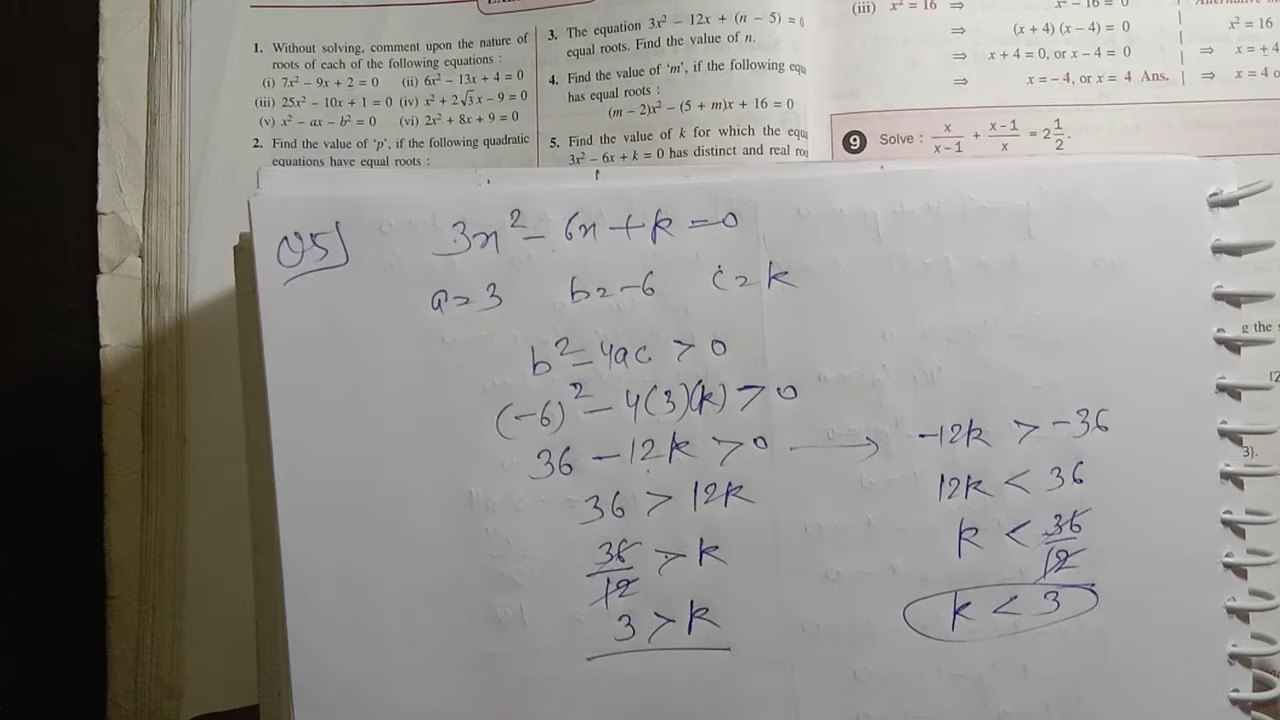 1. Without solving, comment upon the nature of
roots of each of the following equations :
(i) 7x² − 9x + 2 = 0 (ii) 6x² − 13x + 4 = 0
(iii) 25x² − 10x + 1 = 0 (iv) x² + 2√3x − 9 = 0
(v) x² − ax − b² = 0 (vi) 2x² + 8x + 9 = 0
2. Find the value of ‘p’, if the following quadratic
equations have equal roots :
3. The equation 3x² − 12x + (n − 5) = 0
equal roots. Find the value of n.
4. Find the value of ‘m’, if the following equ
has equal roots :
(m − 2)x² − (5 + m)x + 16 = 0
5. Find the value of k for which the equ
3x² − 6x + k = 0 has distinct and real roo
(iii) x² = 16 ⇒ x² − 16 = 0
⇒ (x + 4) (x − 4) = 0
⇒ x + 4 = 0, or x − 4 = 0
⇒ x = − 4, or x = 4 Ans.
x² = 16
⇒ x = ± 4
⇒ x = 4 o
9 Solve : x/(x−1) + (x−1)/x = 2 1/2.
g the
3).
Q5] 3x² − 6x + k = 0
a = 3 b = −6 c = k
b² − 4ac > 0
(−6)² − 4(3)(k) > 0
36 − 12k > 0 →
36 > 12k
36/12 > k
3 > k
−12k > −36
12k < 36
k < 36/12
k < 3